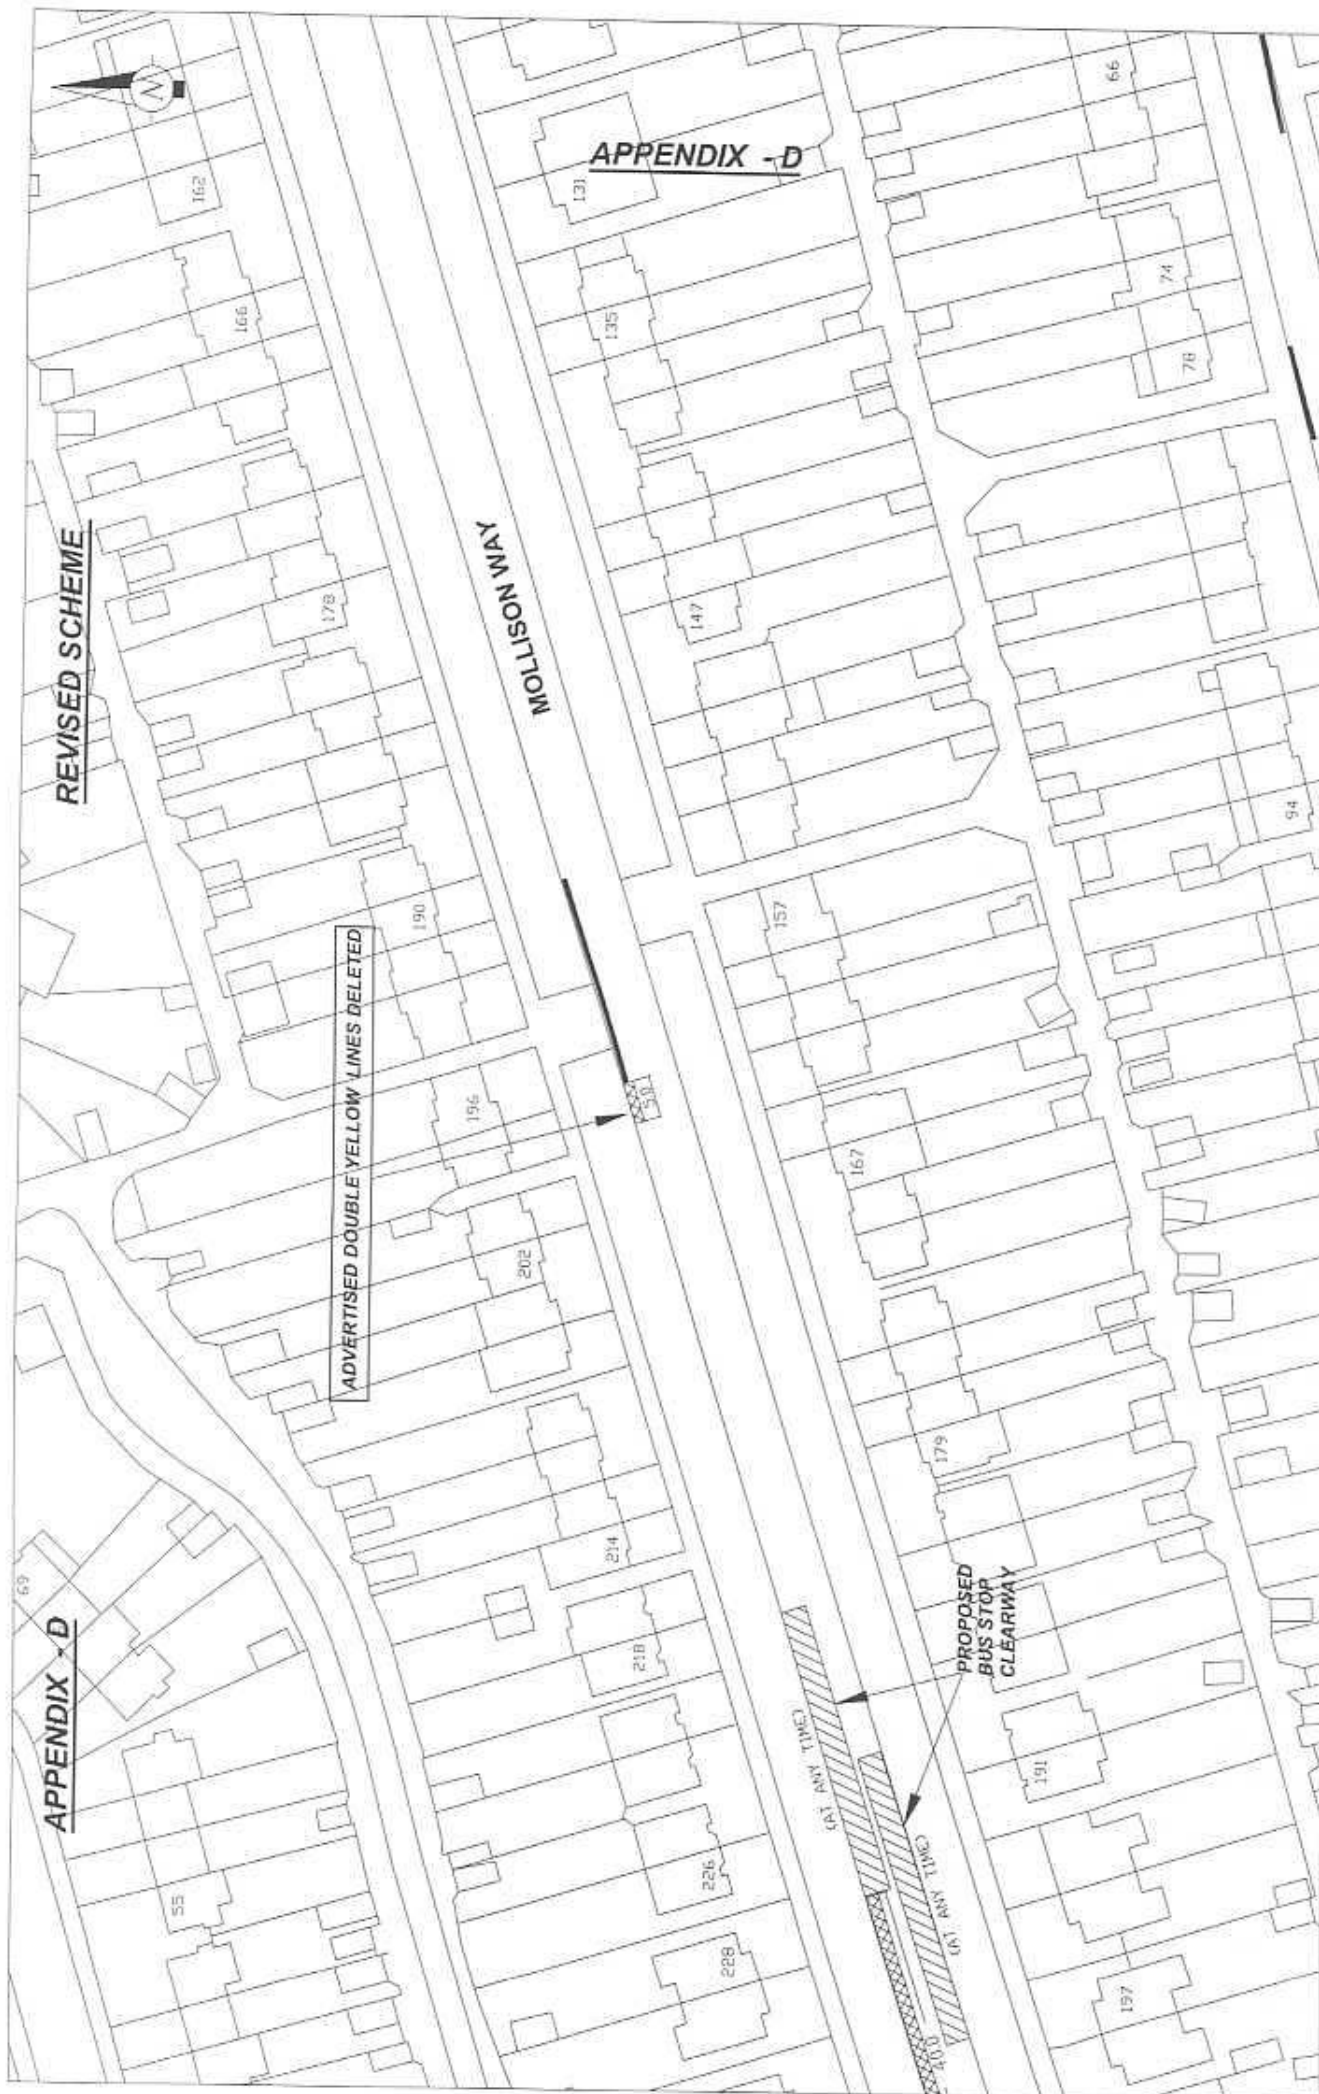 REVISED SCHEME
APPENDIX - D
APPENDIX - D
MOLLISON WAY
ADVERTISED DOUBLE YELLOW LINES DELETED
PROPOSED
BUS STOP
CLEARWAY
(AT ANY TIME)
(AT ANY TIME)
5.0
40.0
N
162
166
178
190
196
202
214
218
226
228
69
55
131
135
147
157
167
179
191
197
66
74
78
94